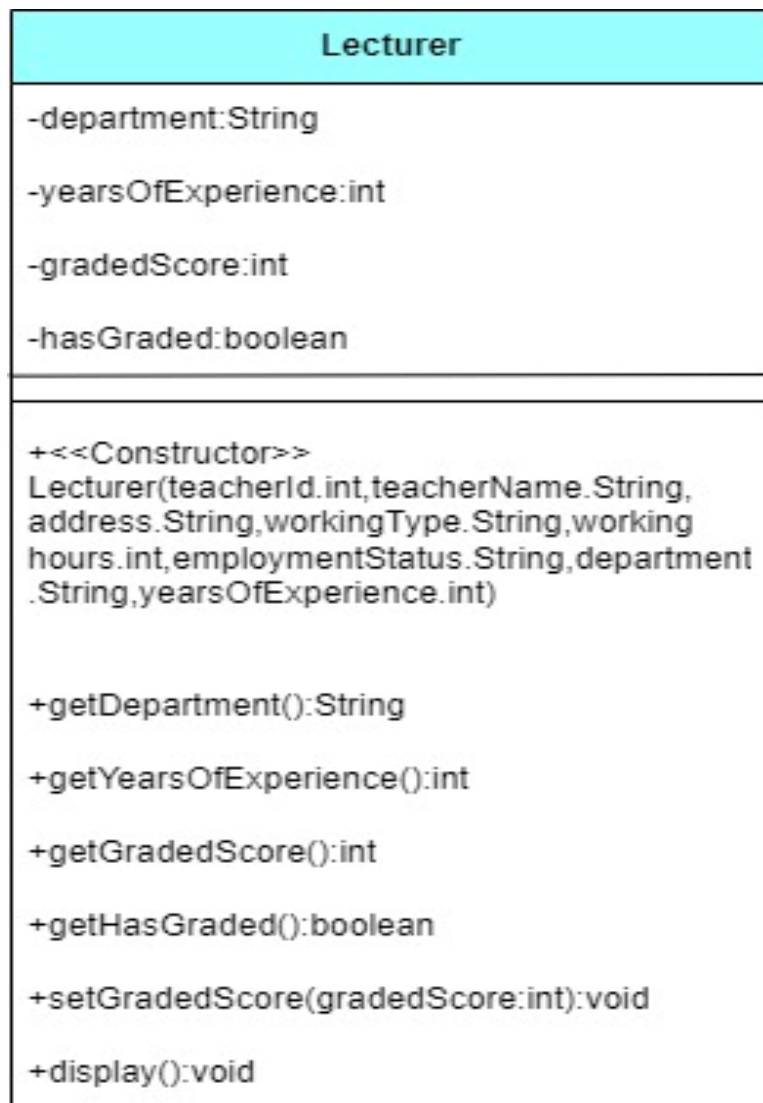 Lecturer
-department:String
-yearsOfExperience:int
-gradedScore:int
-hasGraded:boolean
+<<Constructor>>
Lecturer(teacherId.int,teacherName.String,
address.String,workingType.String,working
hours.int,employmentStatus.String,department
.String,yearsOfExperience.int)
+getDepartment():String
+getYearsOfExperience():int
+getGradedScore():int
+getHasGraded():boolean
+setGradedScore(gradedScore:int):void
+display():void